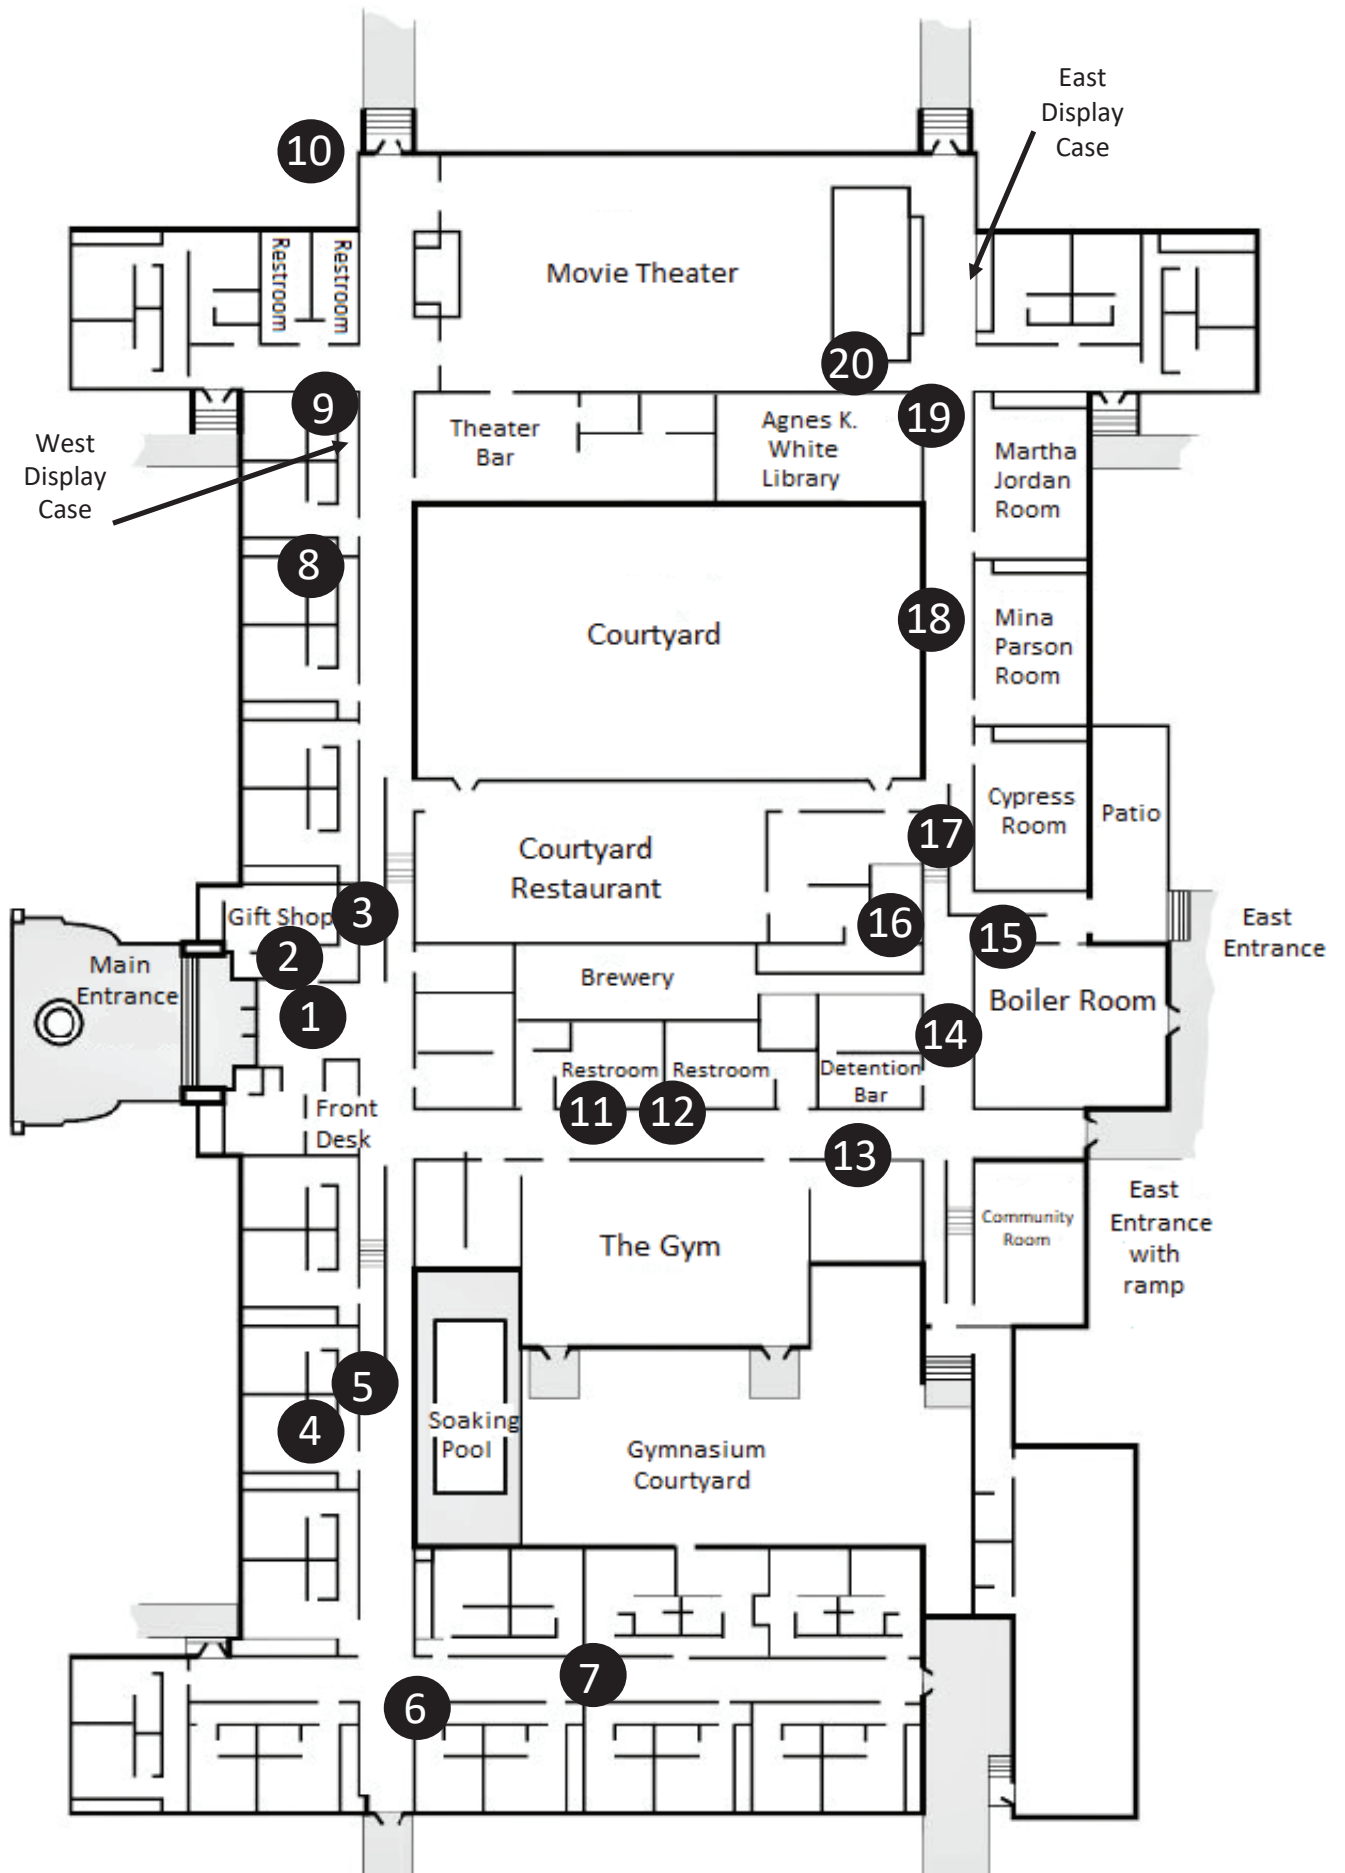 East
Display
Case
10
Restroom
Restroom
Movie Theater
20
9
19
West
Display
Case
Theater
Bar
Agnes K.
White
Library
Martha
Jordan
Room
8
18
Courtyard
Mina
Parson
Room
Cypress
Room
Patio
17
Courtyard
Restaurant
3
Gift Shop
16
15
East
Entrance
2
Main
Entrance
Brewery
Boiler Room
1
14
Restroom
Restroom
Detention
Bar
Front
Desk
11
12
13
East
Entrance
with
ramp
Community
Room
The Gym
5
4
Soaking
Pool
Gymnasium
Courtyard
7
6